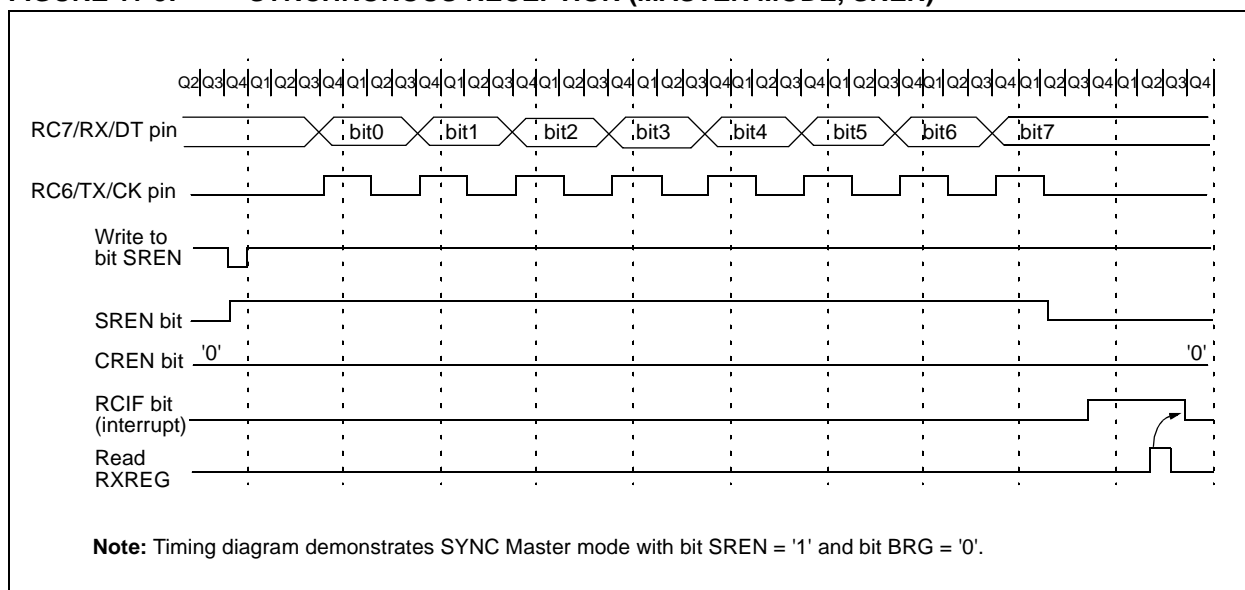 Q2 Q3 Q4 Q1 Q2 Q3 Q4 Q1 Q2 Q3 Q4 Q1 Q2 Q3 Q4 Q1 Q2 Q3 Q4 Q1 Q2 Q3 Q4 Q1 Q2 Q3 Q4 Q1 Q2 Q3 Q4 Q1 Q2 Q3 Q4 Q1 Q2 Q3 Q4 Q1 Q2 Q3 Q4
RC7/RX/DT pin bit0 bit1 bit2 bit3 bit4 bit5 bit6 bit7
RC6/TX/CK pin
Write to
bit SREN
SREN bit
CREN bit '0' '0'
RCIF bit
(interrupt)
Read
RXREG
Note: Timing diagram demonstrates SYNC Master mode with bit SREN = '1' and bit BRG = '0'.